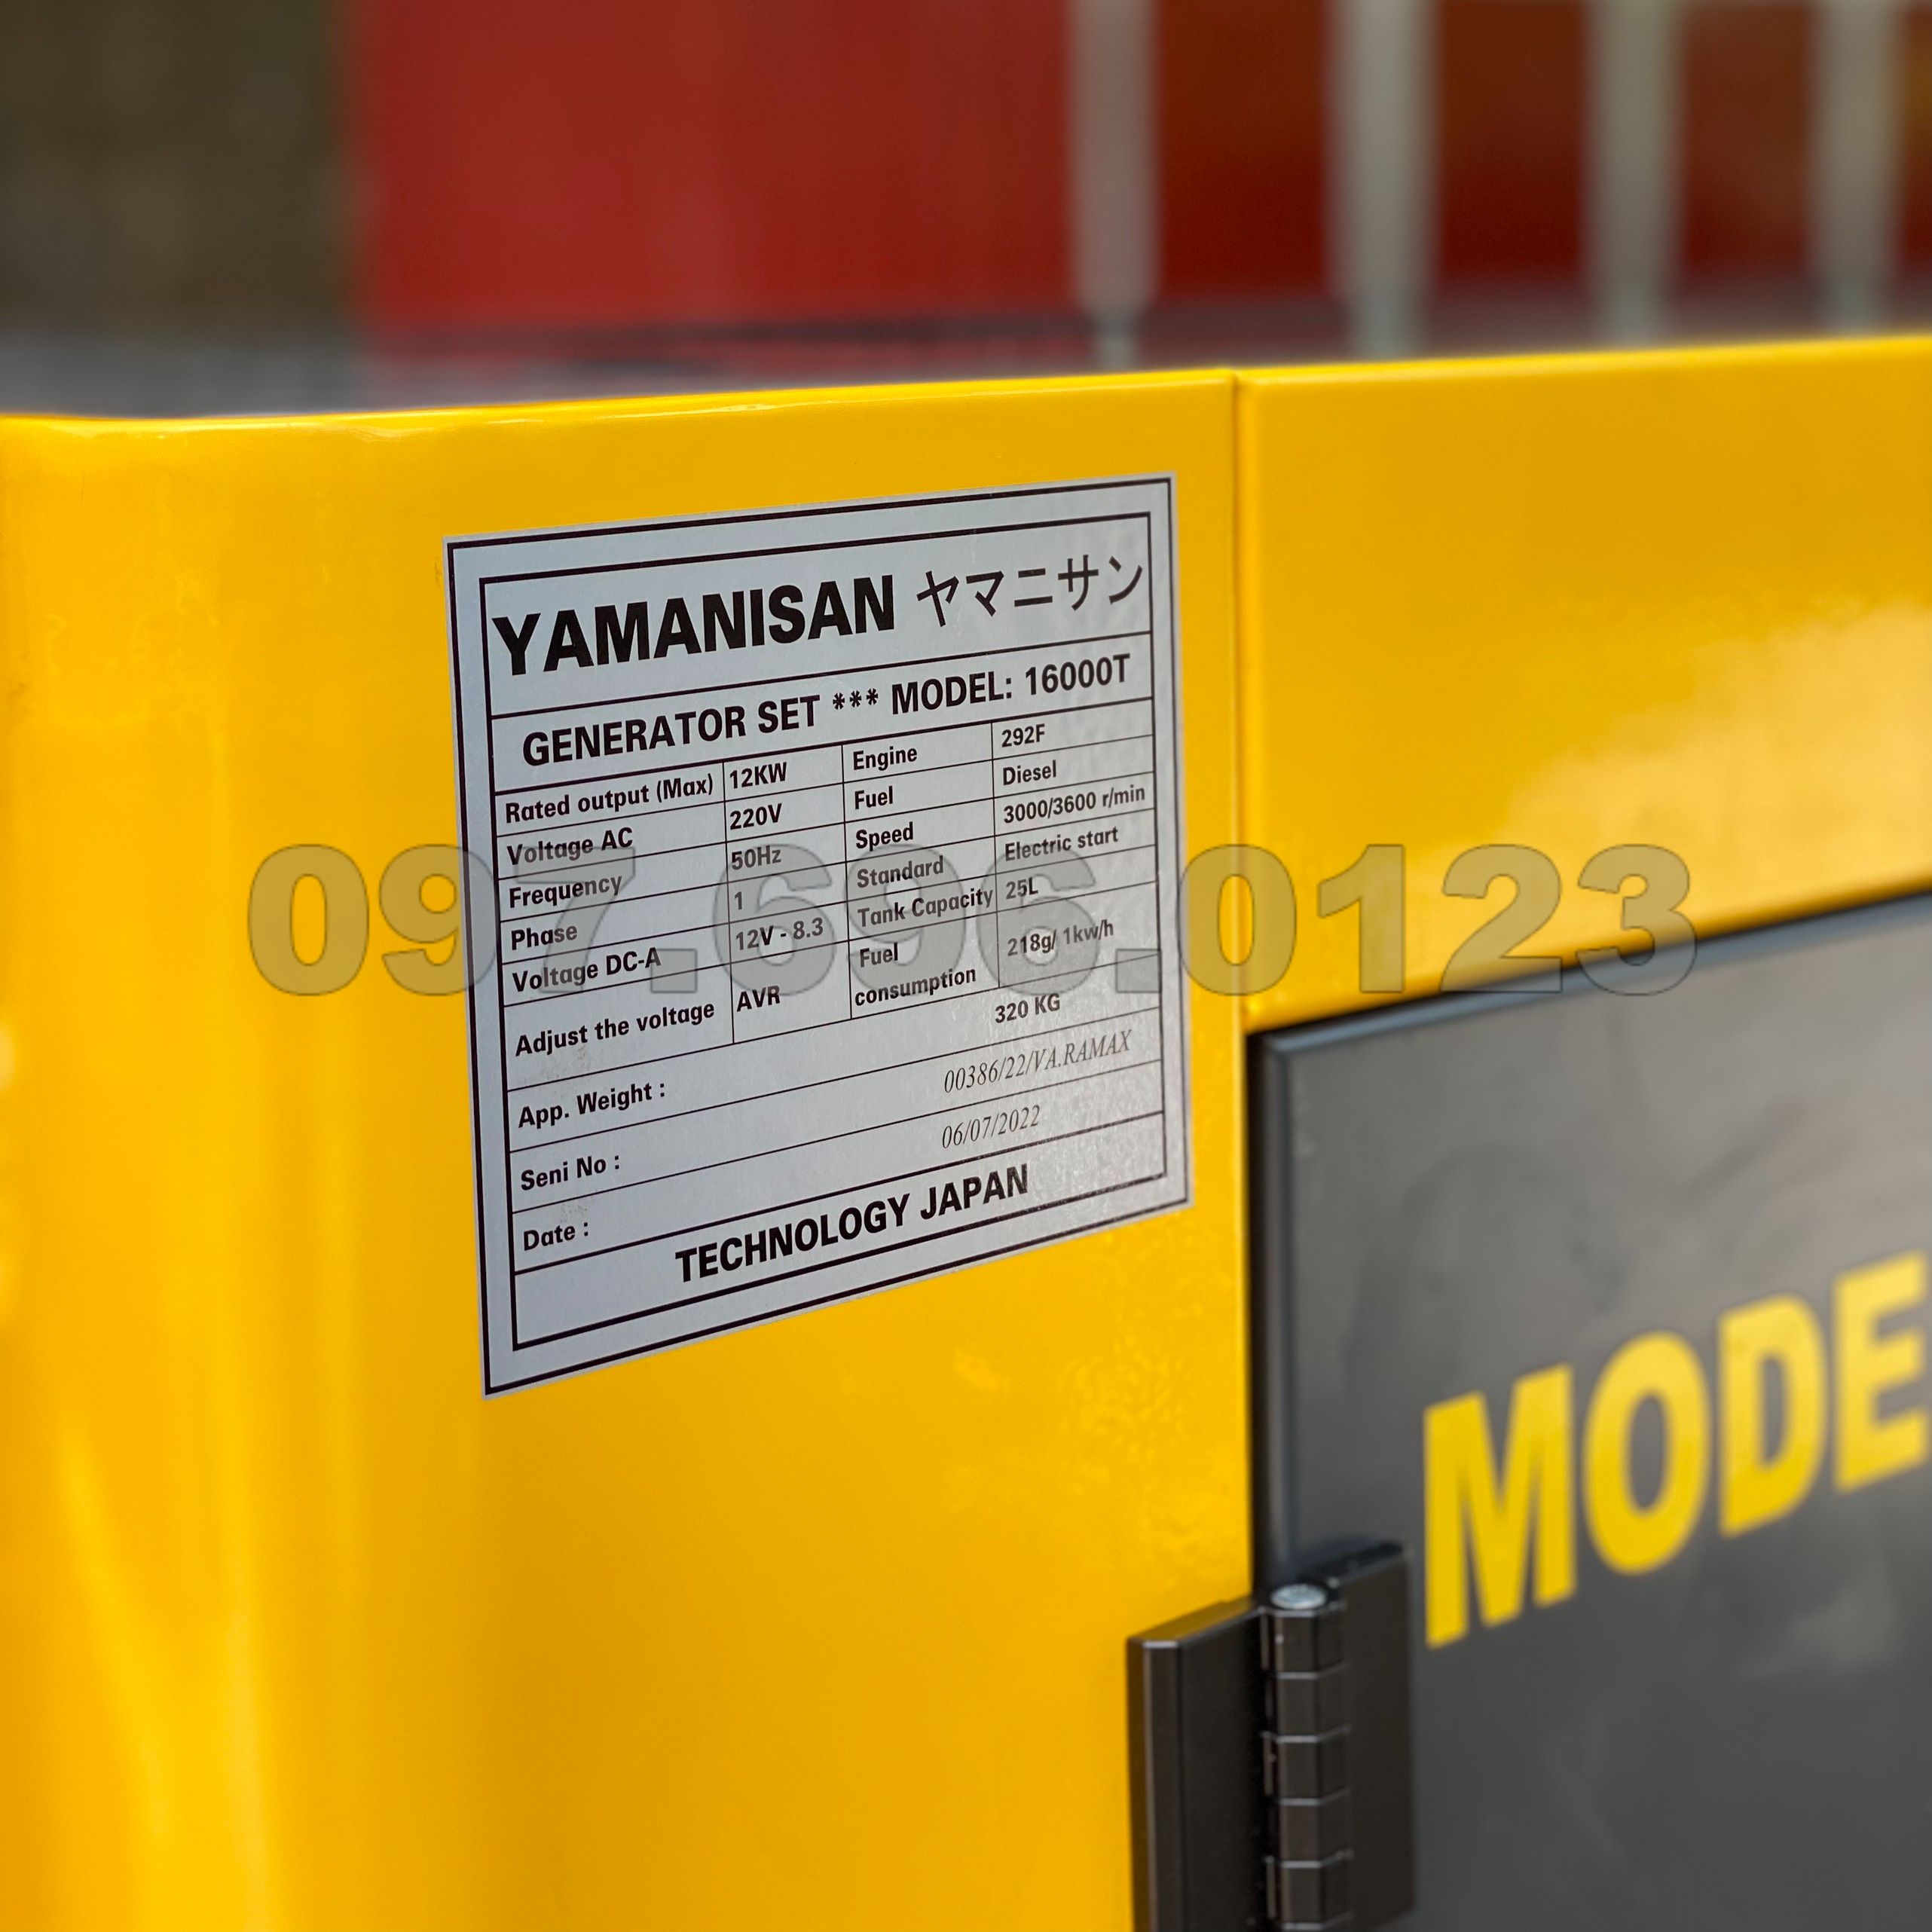 YAMANISAN ヤマニサン
GENERATOR SET *** MODEL: 16000T
Rated output (Max) 12KW Engine 292F
Voltage AC 220V Fuel Diesel
Frequency 50Hz Speed 3000/3600 r/min
Phase 1 Standard Electric start
Voltage DC-A 12V - 8.3 Tank Capacity 25L
Adjust the voltage AVR Fuel consumption 218g/ 1kw/h
App. Weight : 320 KG
Seni No : 00386/22/VA.RAMAX
Date : 06/07/2022
TECHNOLOGY JAPAN
097.696.0123
MODE